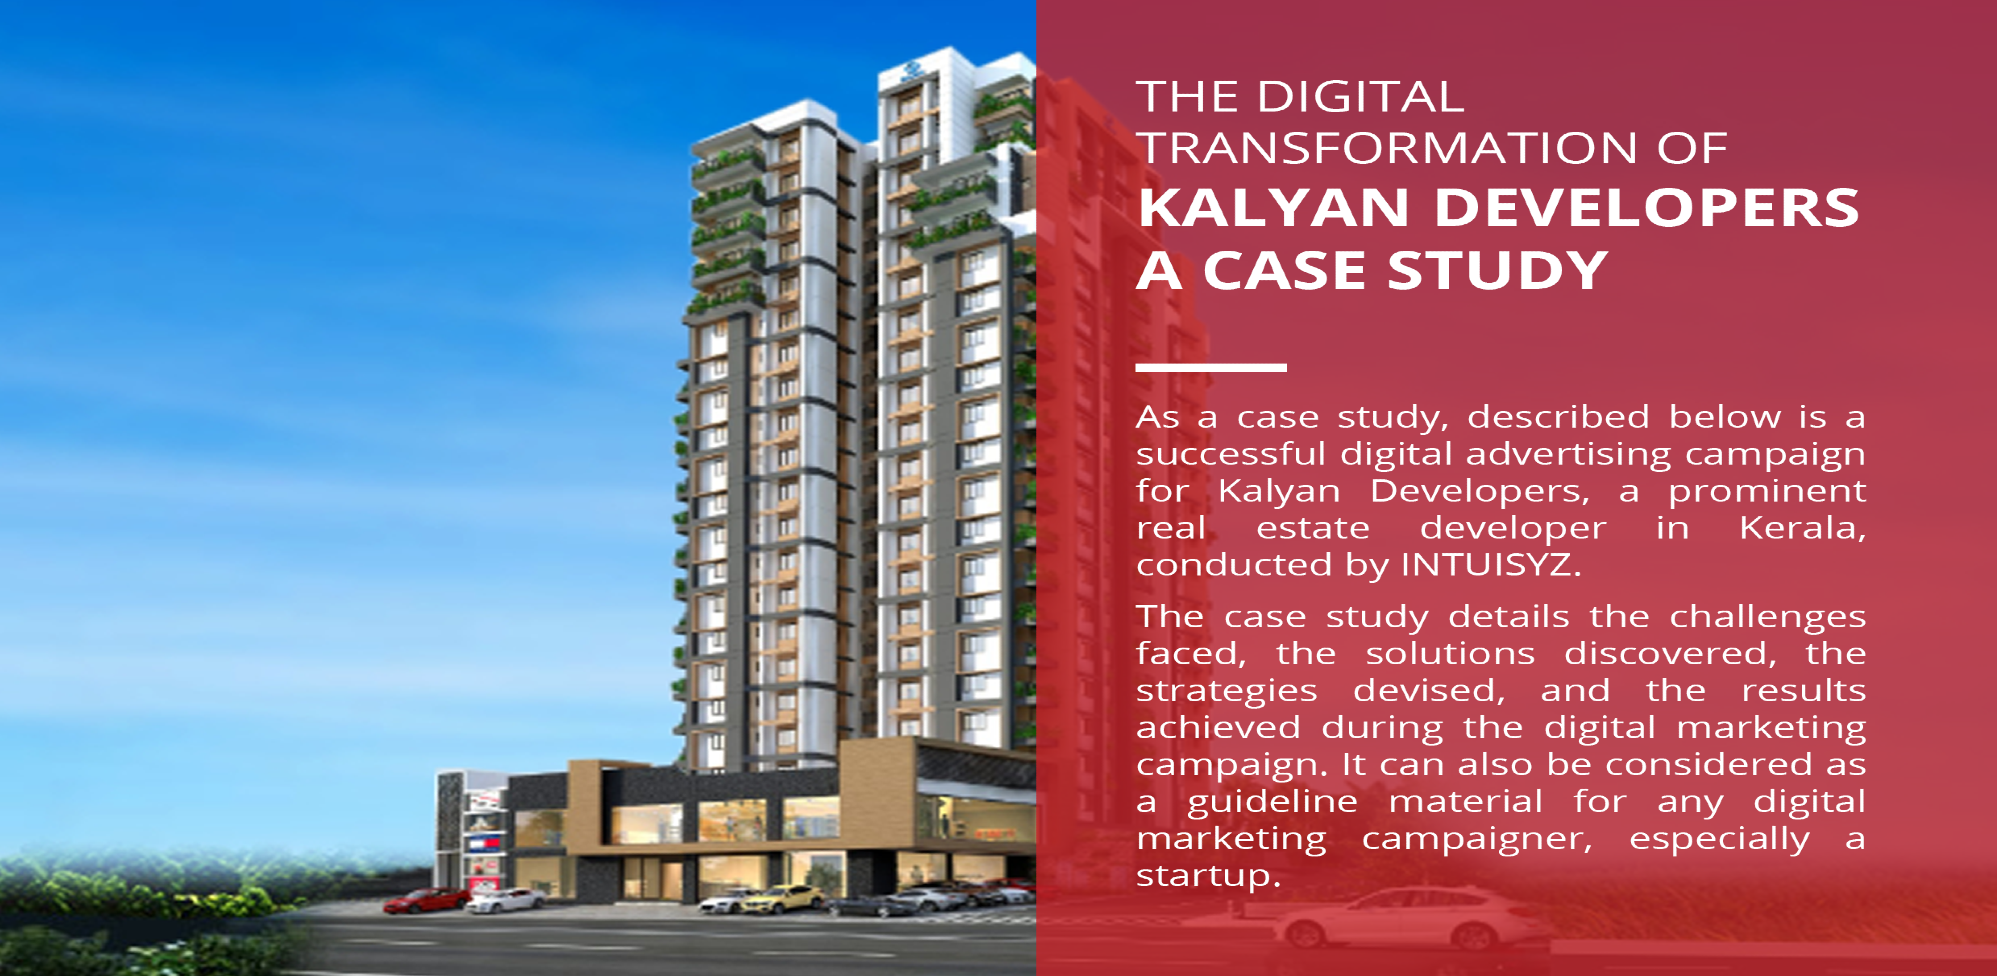 THE DIGITAL
TRANSFORMATION OF
KALYAN DEVELOPERS
A CASE STUDY
As a case study, described below is a
successful digital advertising campaign
for Kalyan Developers, a prominent
real estate developer in Kerala,
conducted by INTUISYZ.
The case study details the challenges
faced, the solutions discovered, the
strategies devised, and the results
achieved during the digital marketing
campaign. It can also be considered as
a guideline material for any digital
marketing campaigner, especially a
startup.